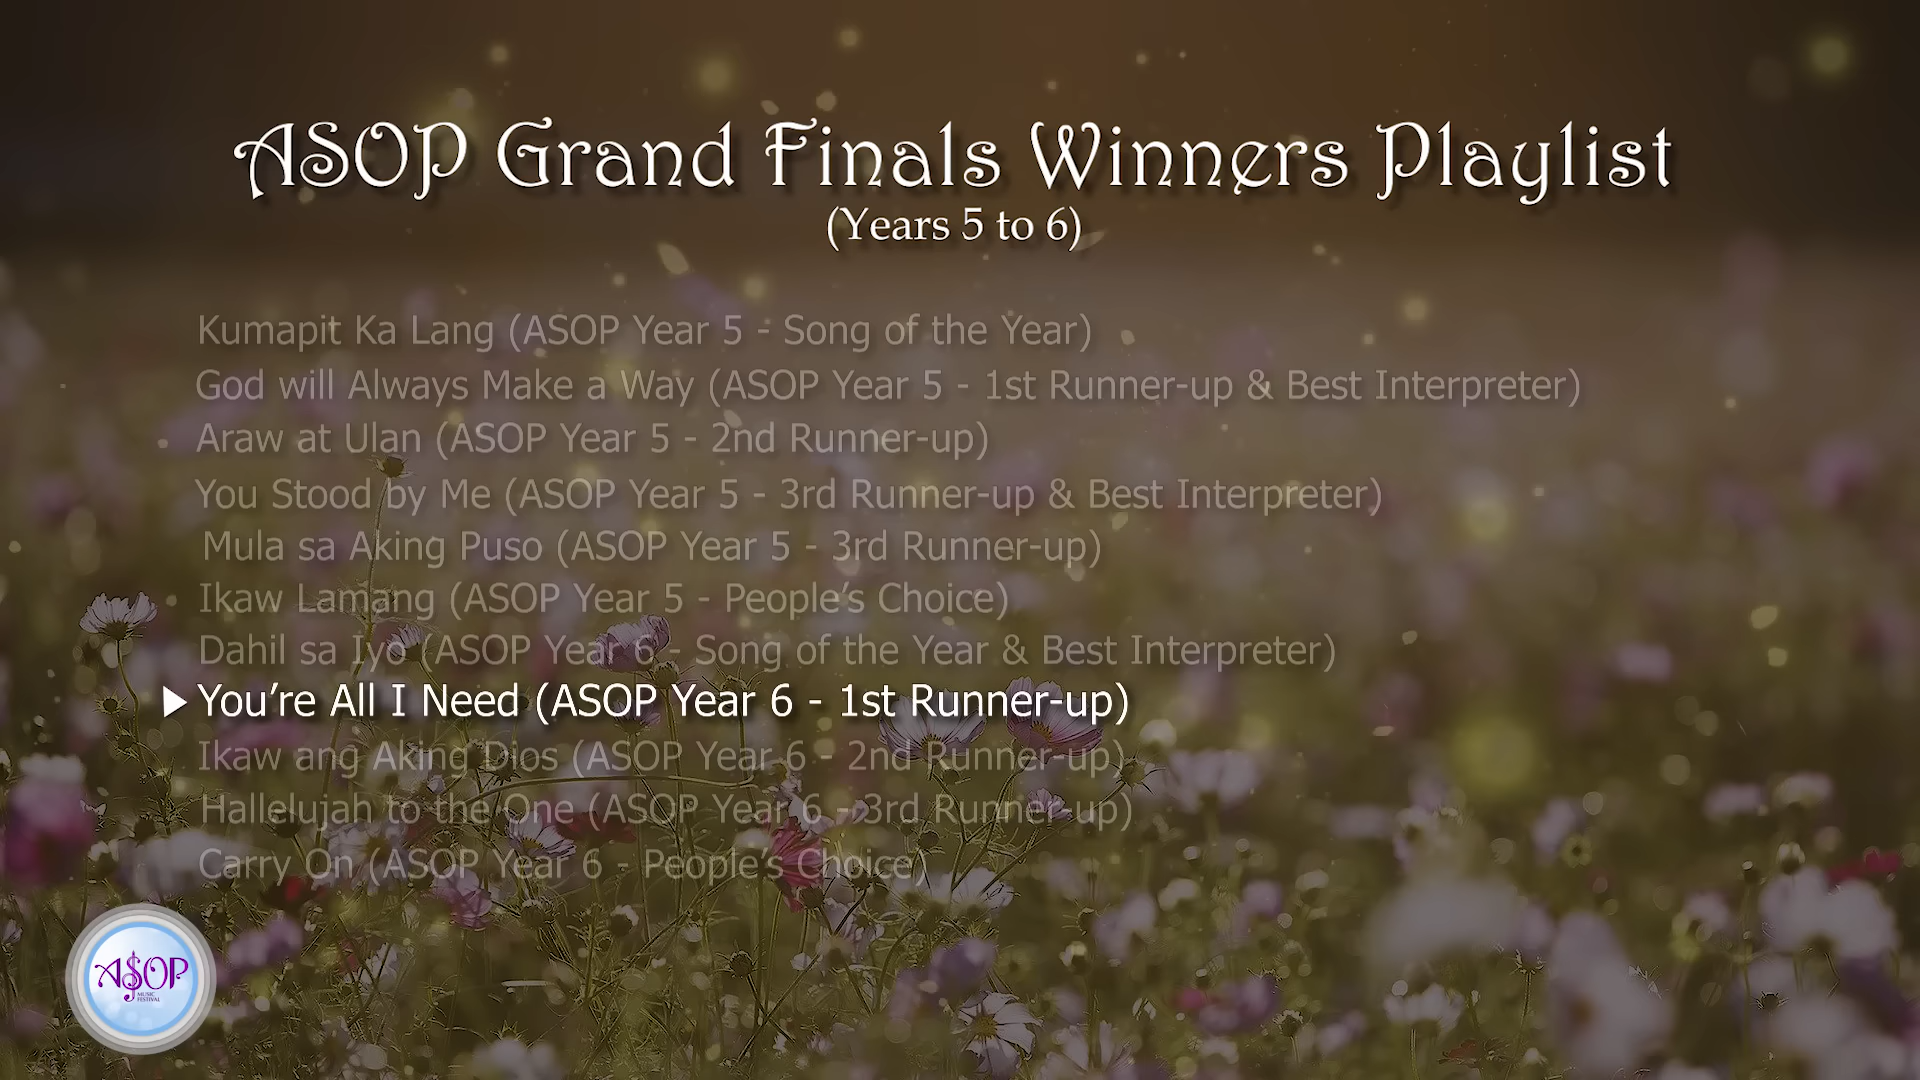 ASOP Grand Finals Winners Playlist
(Years 5 to 6)
Kumapit Ka Lang (ASOP Year 5 - Song of the Year)
God will Always Make a Way (ASOP Year 5 - 1st Runner-up & Best Interpreter)
Araw at Ulan (ASOP Year 5 - 2nd Runner-up)
You Stood by Me (ASOP Year 5 - 3rd Runner-up & Best Interpreter)
Mula sa Aking Puso (ASOP Year 5 - 3rd Runner-up)
Ikaw Lamang (ASOP Year 5 - People’s Choice)
Dahil sa Iyo (ASOP Year 6 - Song of the Year & Best Interpreter)
You’re All I Need (ASOP Year 6 - 1st Runner-up)
Ikaw ang Aking Dios (ASOP Year 6 - 2nd Runner-up)
Hallelujah to the One (ASOP Year 6 - 3rd Runner-up)
Carry On (ASOP Year 6 - People’s Choice)
ASOP
MUSIC
FESTIVAL